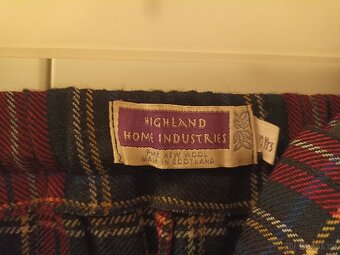 HIGHLAND
HOME INDUSTRIES
PURE NEW WOOL
MADE IN SCOTLAND